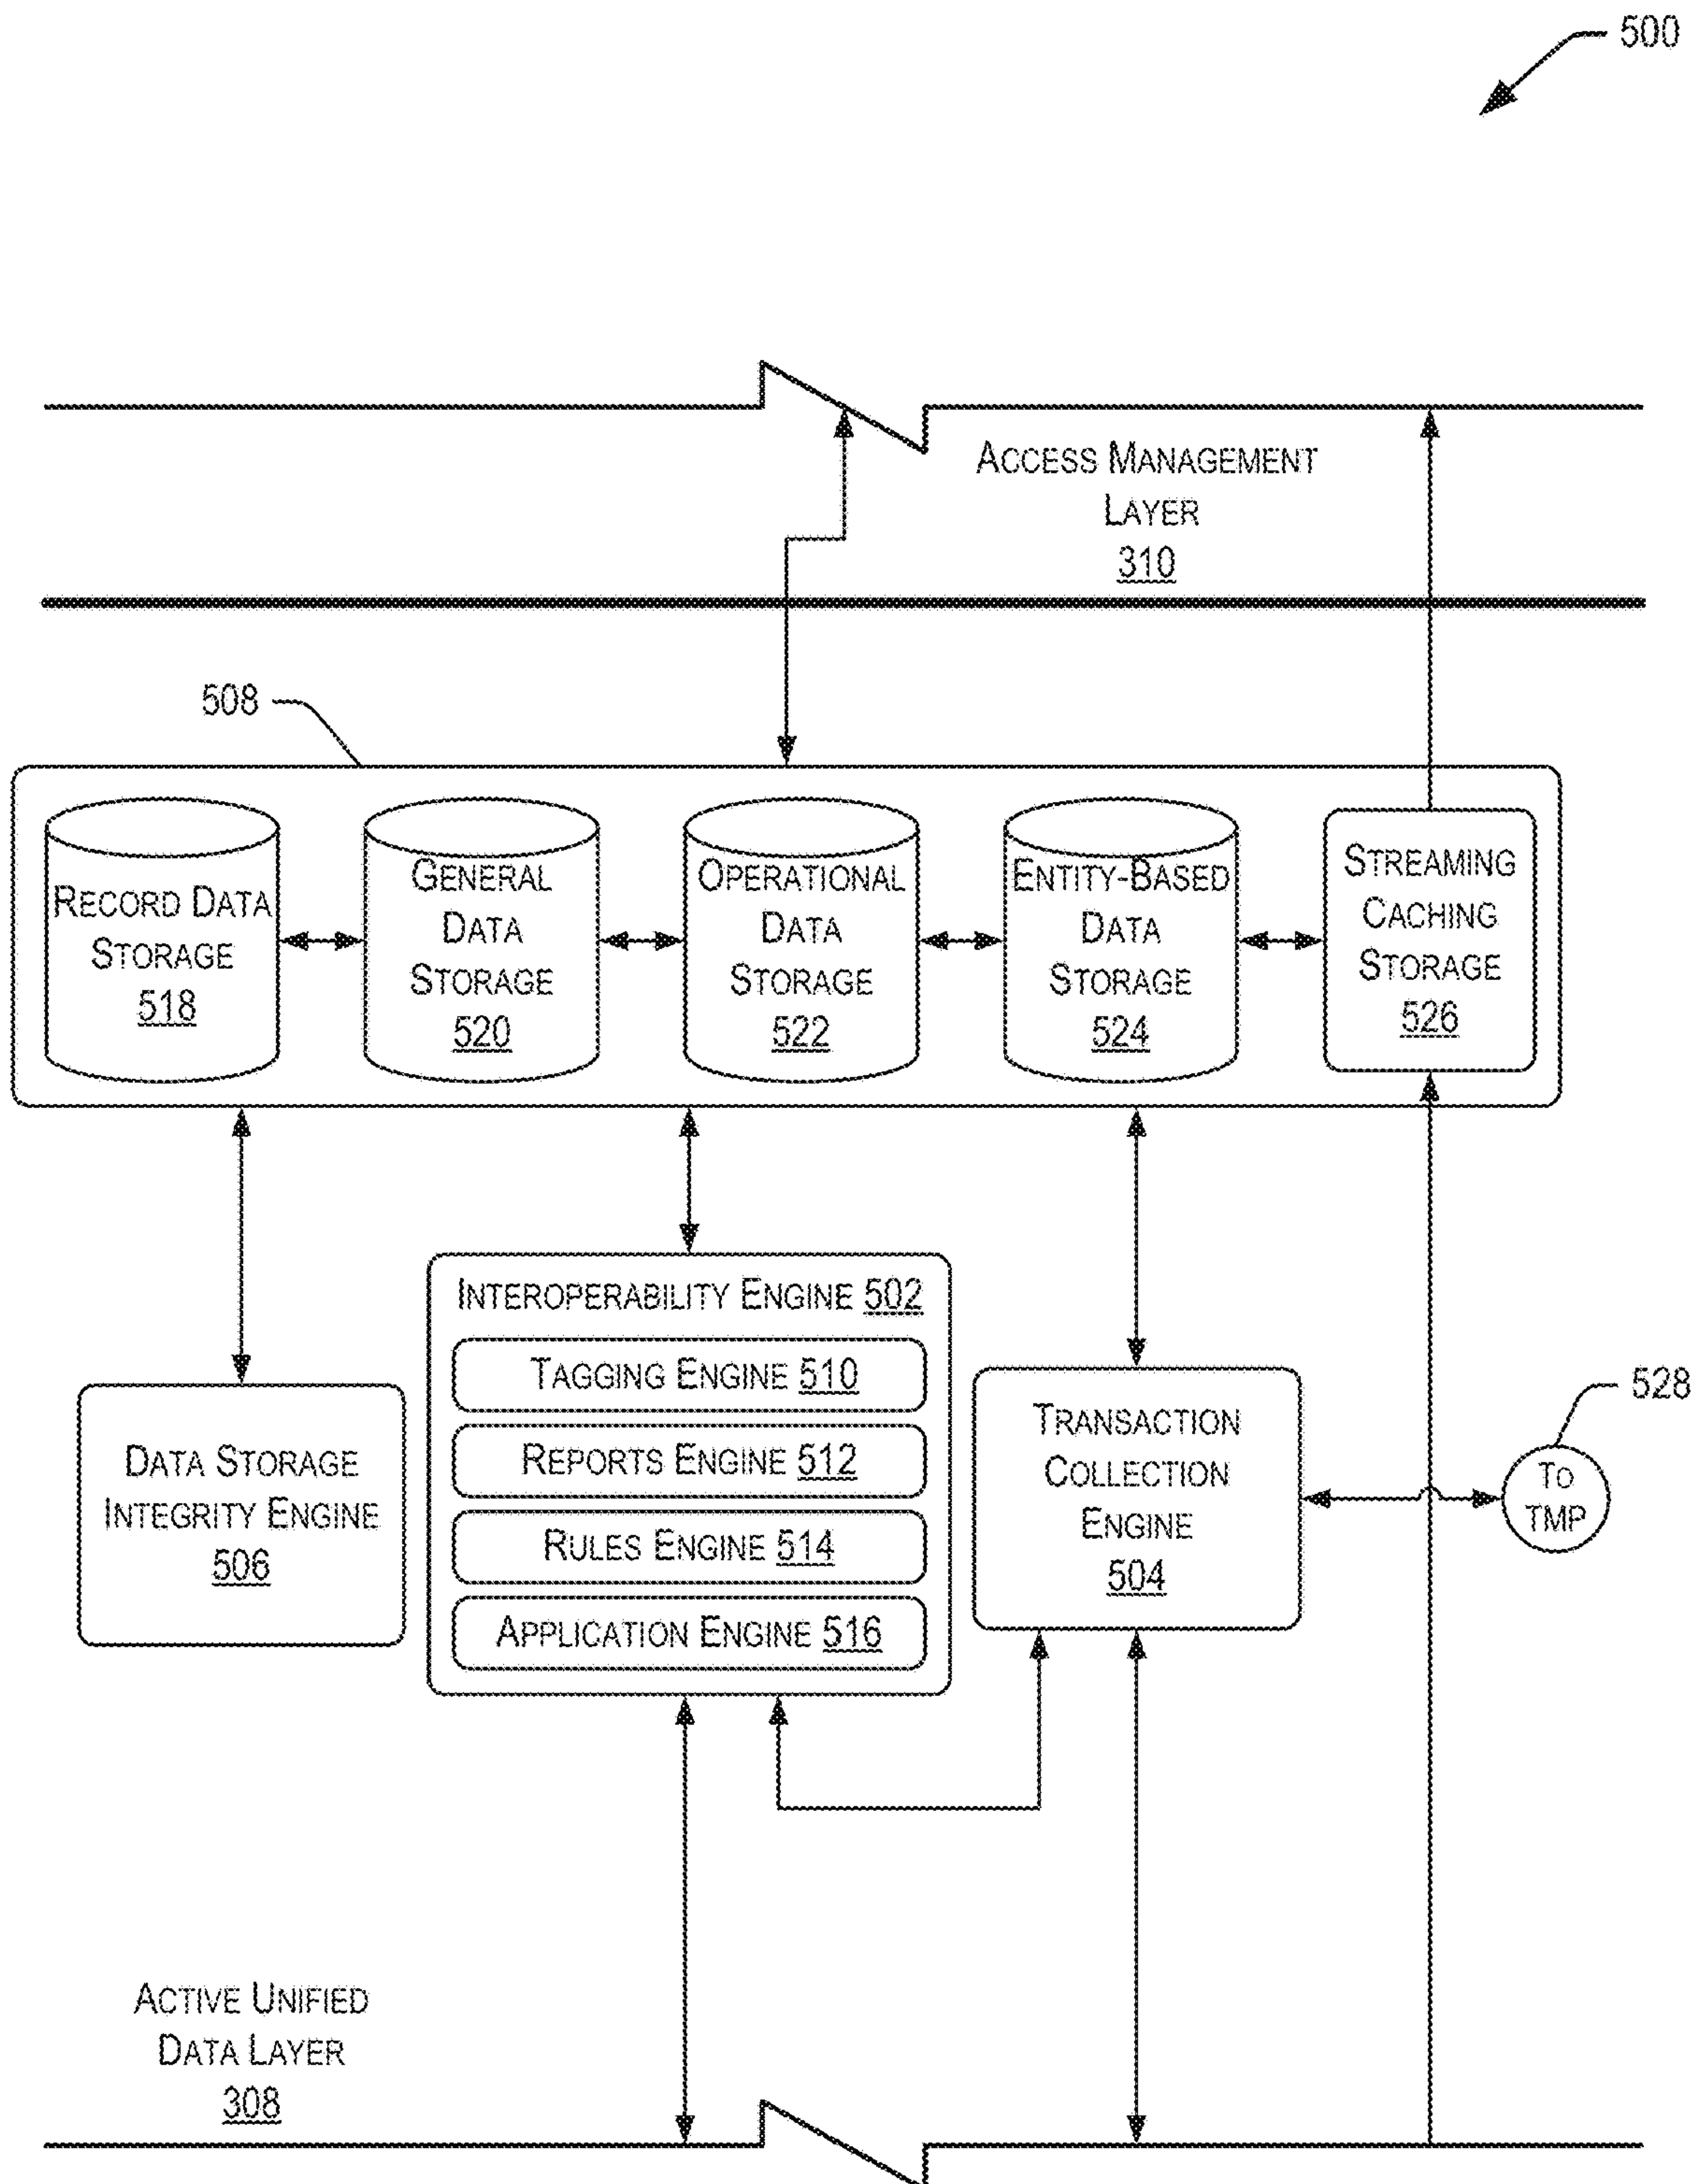 500
ACCESS MANAGEMENT
LAYER
310
508
RECORD DATA
STORAGE
518
GENERAL
DATA
STORAGE
520
OPERATIONAL
DATA
STORAGE
522
ENTITY-BASED
DATA
STORAGE
524
STREAMING
CACHING
STORAGE
526
INTEROPERABILITY ENGINE 502
TAGGING ENGINE 510
REPORTS ENGINE 512
RULES ENGINE 514
APPLICATION ENGINE 516
DATA STORAGE
INTEGRITY ENGINE
506
TRANSACTION
COLLECTION
ENGINE
504
528
TO
TMP
ACTIVE UNIFIED
DATA LAYER
308